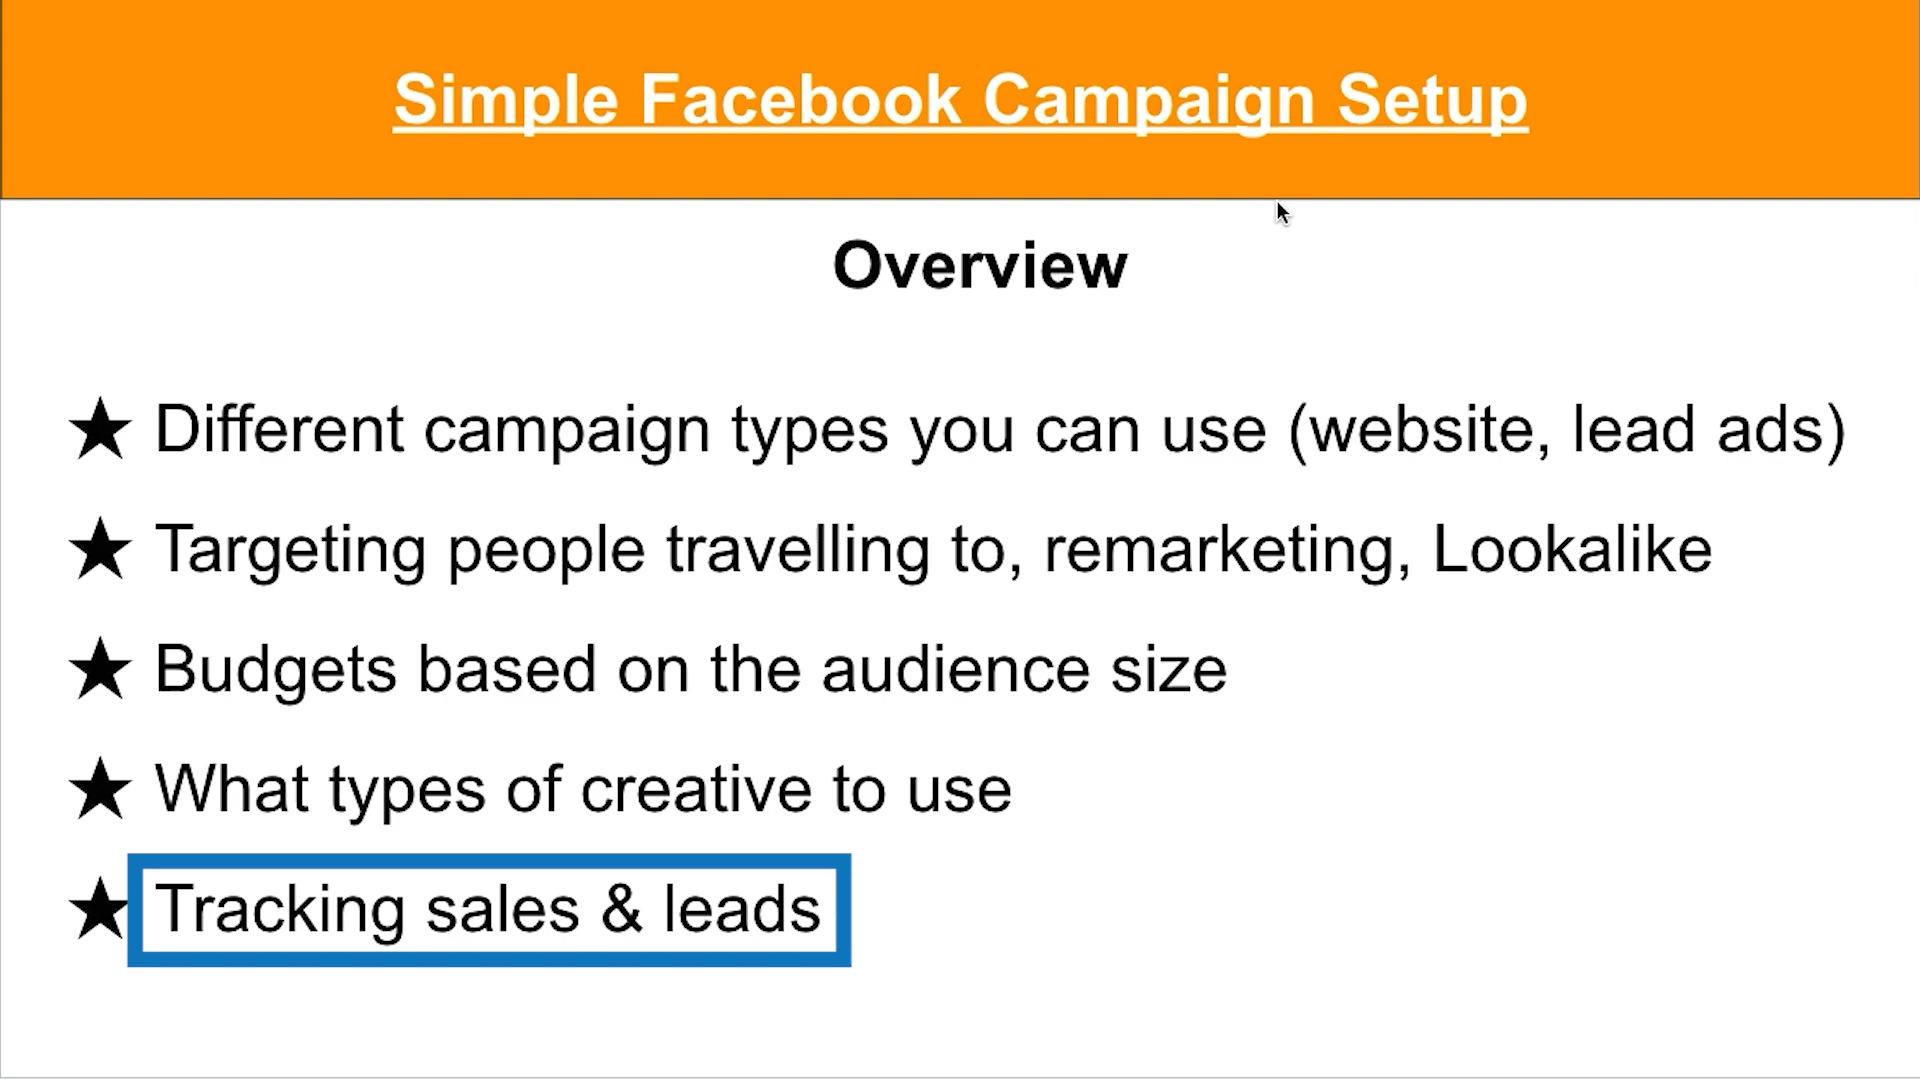 Simple Facebook Campaign Setup
Overview
★ Different campaign types you can use (website, lead ads)
★ Targeting people travelling to, remarketing, Lookalike
★ Budgets based on the audience size
★ What types of creative to use
★ Tracking sales & leads